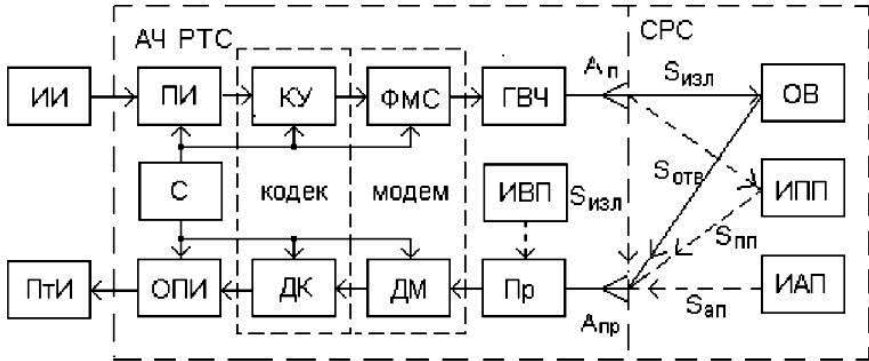 АЧ РТС
СРС
ИИ
ПИ
КУ
ФМС
ГВЧ
Aп
Sизл
ОВ
С
кодек
модем
ИВП
Sизл
Sотв
ИПП
Sпп
ПтИ
ОПИ
ДК
ДМ
Пр
Aпр
Sап
ИАП